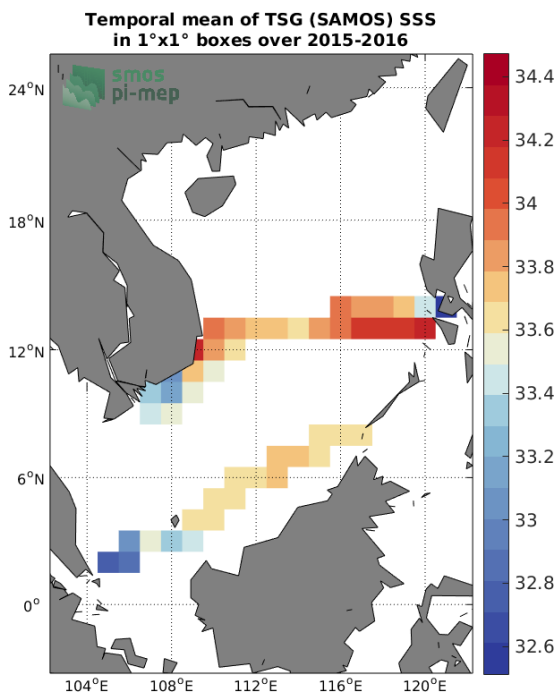 Temporal mean of TSG (SAMOS) SSS
in 1°x1° boxes over 2015-2016
smos
pi-mep
24°N
18°N
12°N
6°N
0°
104°E
108°E
112°E
116°E
120°E
34.4
34.2
34
33.8
33.6
33.4
33.2
33
32.8
32.6